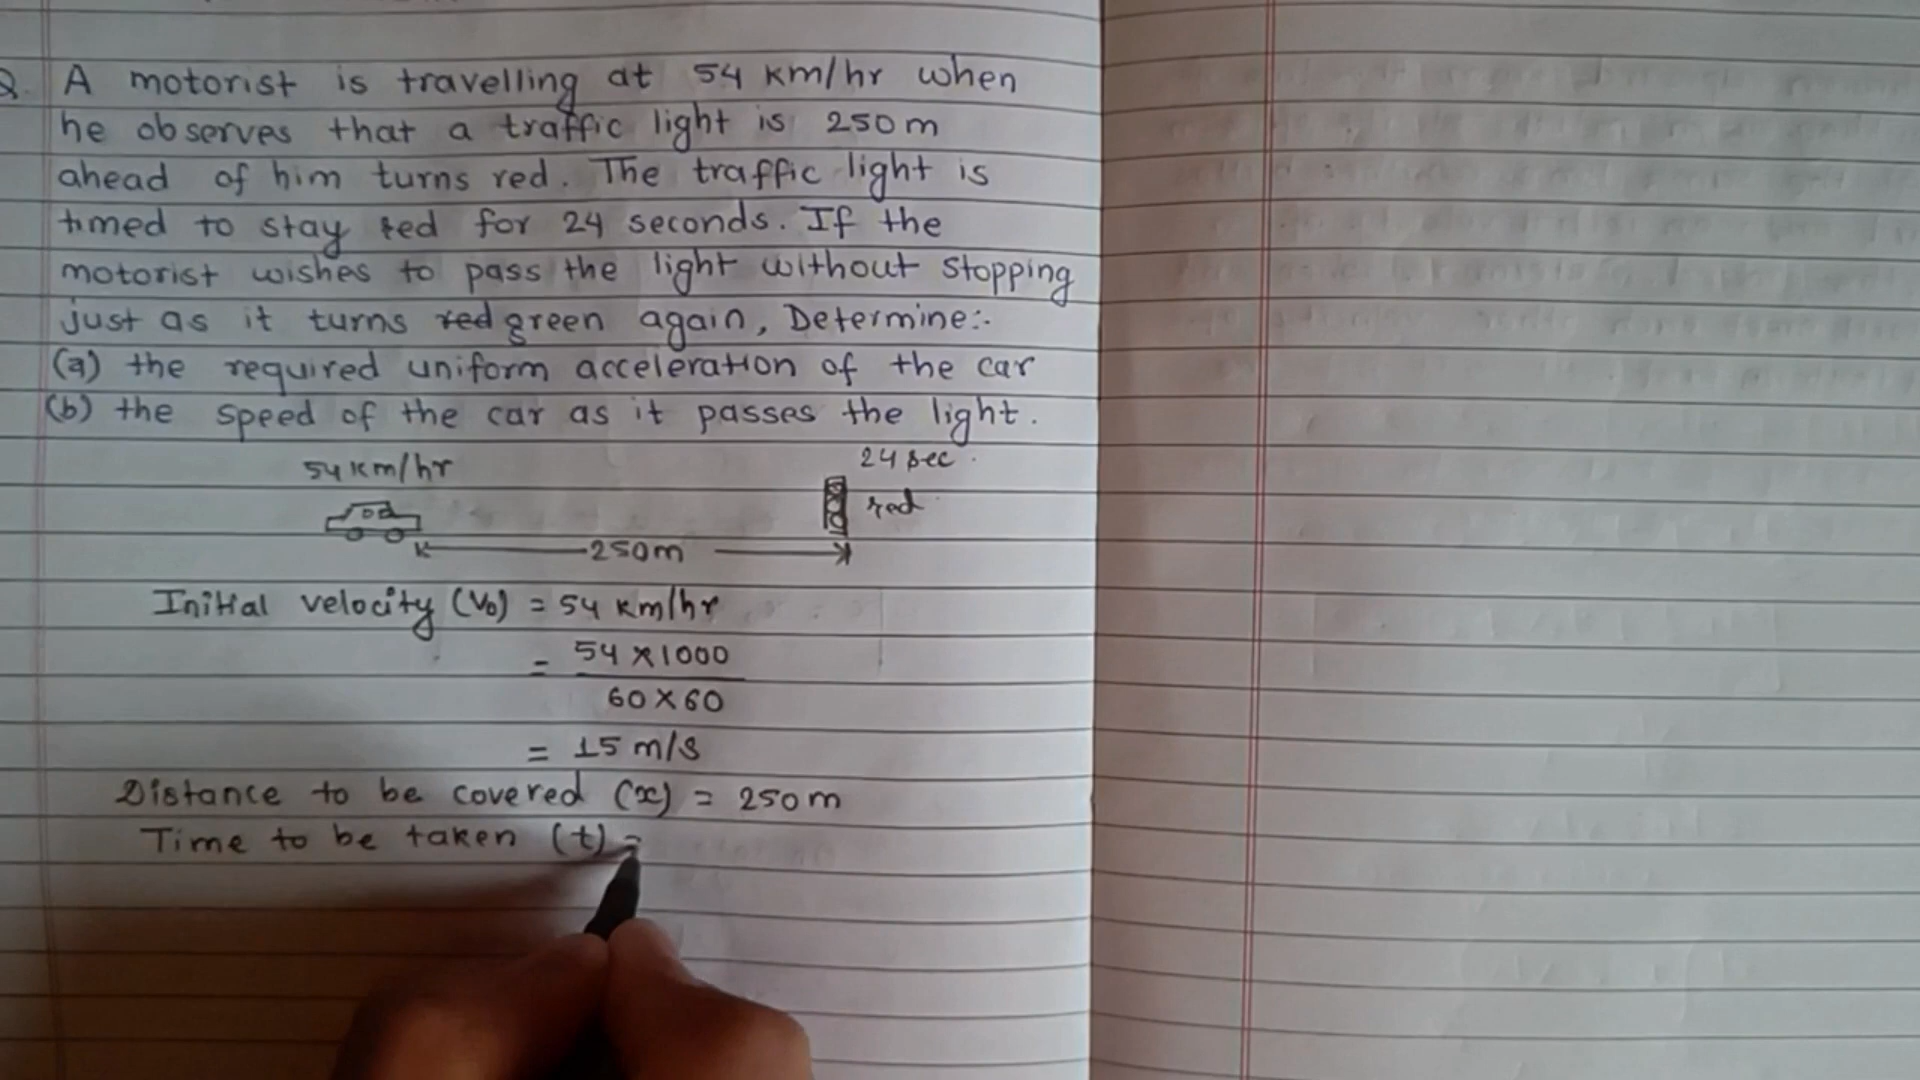 Q. A motorist is travelling at 54 km/hr when
he observes that a traffic light is 250m
ahead of him turns red. The traffic light is
timed to stay red for 24 seconds. If the
motorist wishes to pass the light without stopping
just as it turns red green again, Determine:-
(a) the required uniform acceleration of the car
(b) the speed of the car as it passes the light.
54 km/hr
24 sec
red
250m
Initial velocity (V₀) = 54 km/hr
= 54 × 1000
60 × 60
= 15 m/s
Distance to be covered (x) = 250m
Time to be taken (t) =